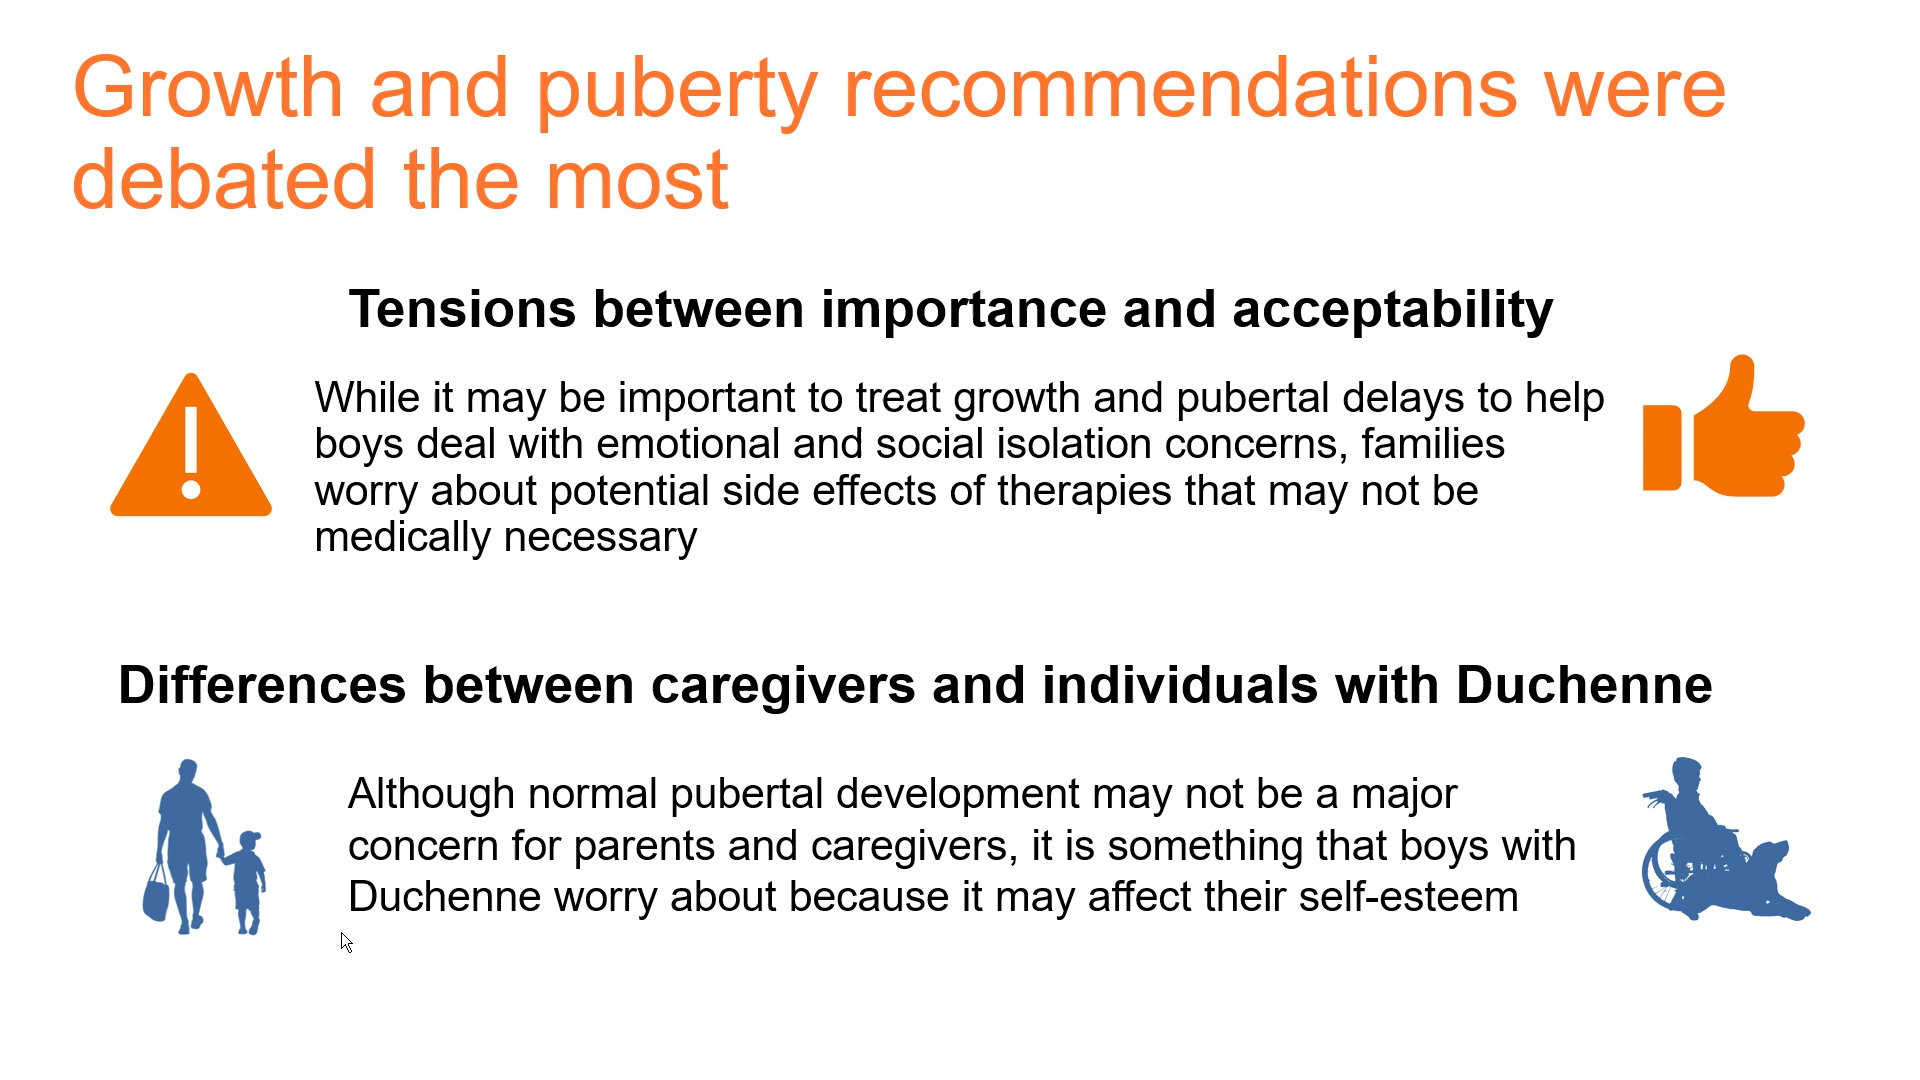 Growth and puberty recommendations were
debated the most
Tensions between importance and acceptability
While it may be important to treat growth and pubertal delays to help
boys deal with emotional and social isolation concerns, families
worry about potential side effects of therapies that may not be
medically necessary
Differences between caregivers and individuals with Duchenne
Although normal pubertal development may not be a major
concern for parents and caregivers, it is something that boys with
Duchenne worry about because it may affect their self-esteem